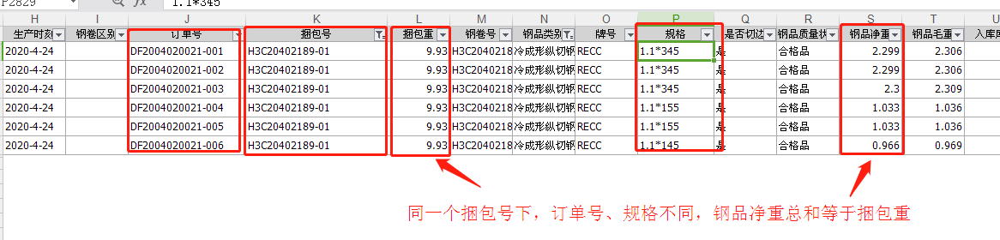 P2829 fx 1.1*345
H I J K L M N O P Q R S T U
生产时刻 钢卷区别 订单号 捆包号 捆包重 钢卷号 钢品类别 牌号 规格 是否切边 钢品质量状 钢品净重 钢品毛重 入库
2020-4-24 DF2004020021-001 H3C20402189-01 9.93 H3C2040218 冷成形纵切钢 RECC 1.1*345 是 合格品 2.299 2.306
2020-4-24 DF2004020021-002 H3C20402189-01 9.93 H3C2040218 冷成形纵切钢 RECC 1.1*345 是 合格品 2.299 2.306
2020-4-24 DF2004020021-003 H3C20402189-01 9.93 H3C2040218 冷成形纵切钢 RECC 1.1*345 是 合格品 2.3 2.309
2020-4-24 DF2004020021-004 H3C20402189-01 9.93 H3C2040218 冷成形纵切钢 RECC 1.1*155 是 合格品 1.033 1.036
2020-4-24 DF2004020021-005 H3C20402189-01 9.93 H3C2040218 冷成形纵切钢 RECC 1.1*155 是 合格品 1.033 1.036
2020-4-24 DF2004020021-006 H3C20402189-01 9.93 H3C2040218 冷成形纵切钢 RECC 1.1*145 是 合格品 0.966 0.969
同一个捆包号下，订单号、规格不同，钢品净重总和等于捆包重